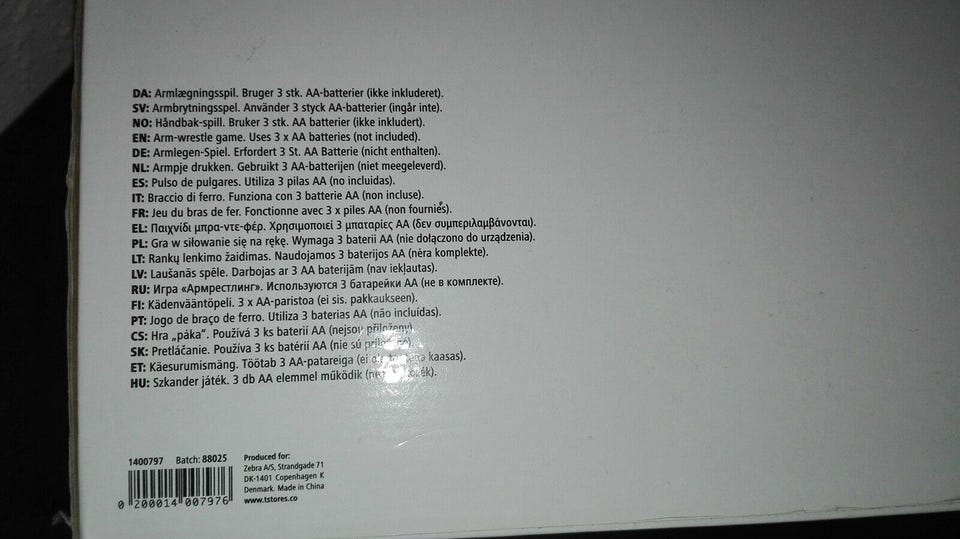 DA: Armlægningsspil. Bruger 3 stk. AA-batterier (ikke inkluderet).
SV: Armbrytningsspel. Använder 3 styck AA-batterier (ingår inte).
NO: Håndbak-spill. Bruker 3 stk. AA batterier (ikke inkludert).
EN: Arm-wrestle game. Uses 3 x AA batteries (not included).
DE: Armlegen-Spiel. Erfordert 3 St. AA Batterie (nicht enthalten).
NL: Armpje drukken. Gebruikt 3 AA-batterijen (niet meegeleverd).
ES: Pulso de pulgares. Utiliza 3 pilas AA (no incluidas).
IT: Braccio di ferro. Funziona con 3 batterie AA (non incluse).
FR: Jeu du bras de fer. Fonctionne avec 3 x piles AA (non fournies).
EL: Παιχνίδι μπρα-ντε-φέρ. Χρησιμοποιεί 3 μπαταρίες AA (δεν συμπεριλαμβάνονται).
PL: Gra w siłowanie się na rękę. Wymaga 3 baterii AA (nie dołączono do urządzenia).
LT: Rankų lenkimo žaidimas. Naudojamos 3 baterijos AA (nėra komplekte).
LV: Laušanās spēle. Darbojas ar 3 AA baterijām (nav iekļautas).
RU: Игра «Армрестлинг». Используются 3 батарейки AA (не в комплекте).
FI: Kädenvääntöpeli. 3 x AA-paristoa (ei sis. pakkaukseen).
PT: Jogo de braço de ferro. Utiliza 3 baterias AA (não incluídas).
CS: Hra „páka“. Používá 3 ks baterií AA (nejsou přiloženy).
SK: Pretláčanie. Používa 3 ks batérií AA (nie sú
ET: Käesurumismäng. Töötab 3 AA-patareiga (ei kaasas).
HU: Szkander játék. 3 db AA elemmel működik
1400797 Batch: 88025
0 200014 007976
Produced for:
Zebra A/S, Strandgade 71
DK-1401 Copenhagen K
Denmark. Made in China
www.tstores.co